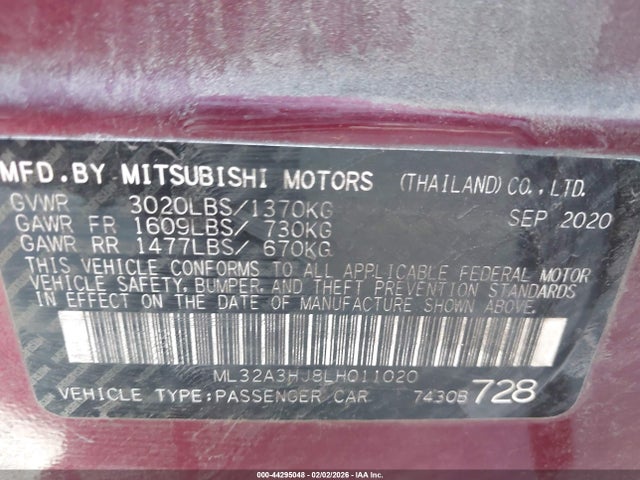 MFD.BY MITSUBISHI MOTORS (THAILAND)CO.,LTD.
GVWR 3020LBS/1370KG SEP 2020
GAWR FR 1609LBS/ 730KG
GAWR RR 1477LBS/ 670KG
THIS VEHICLE CONFORMS TO ALL APPLICABLE FEDERAL MOTOR
VEHICLE SAFETY, BUMPER, AND THEFT PREVENTION STANDARDS
IN EFFECT ON THE DATE OF MANUFACTURE SHOWN ABOVE.
ML32A3HJ8LH011020
VEHICLE TYPE:PASSENGER CAR 7430B 728
000-44295048 - 02/02/2026 - IAA Inc.